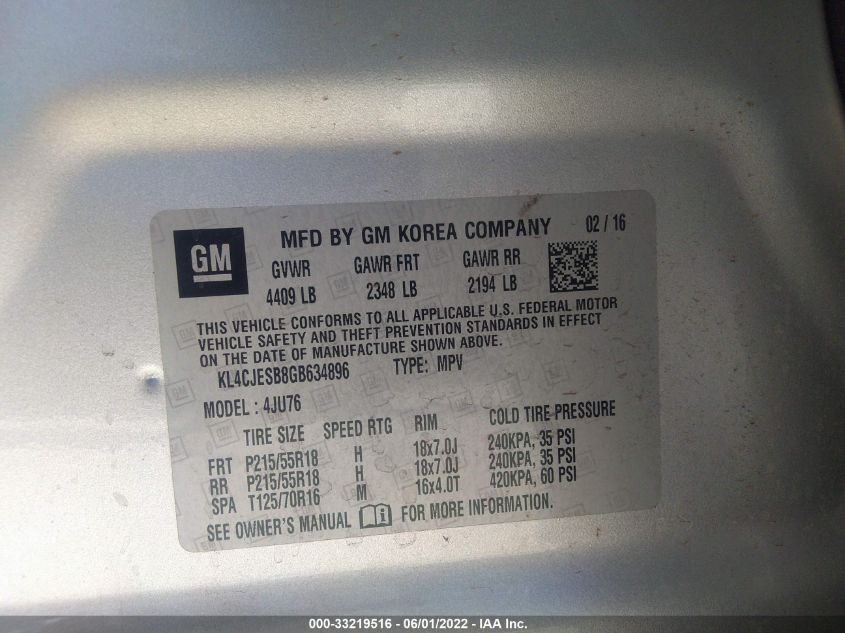 GM
MFD BY GM KOREA COMPANY 02 / 16
GVWR GAWR FRT GAWR RR
4409 LB 2348 LB 2194 LB
THIS VEHICLE CONFORMS TO ALL APPLICABLE U.S. FEDERAL MOTOR
VEHICLE SAFETY AND THEFT PREVENTION STANDARDS IN EFFECT
ON THE DATE OF MANUFACTURE SHOWN ABOVE.
KL4CJESB8GB634896 TYPE: MPV
MODEL : 4JU76
TIRE SIZE SPEED RTG RIM COLD TIRE PRESSURE
FRT P215/55R18 H 18x7.0J 240KPA, 35 PSI
RR P215/55R18 H 18x7.0J 240KPA, 35 PSI
SPA T125/70R16 M 16x4.0T 420KPA, 60 PSI
SEE OWNER'S MANUAL FOR MORE INFORMATION.
000-33219516 - 06/01/2022 - IAA Inc.